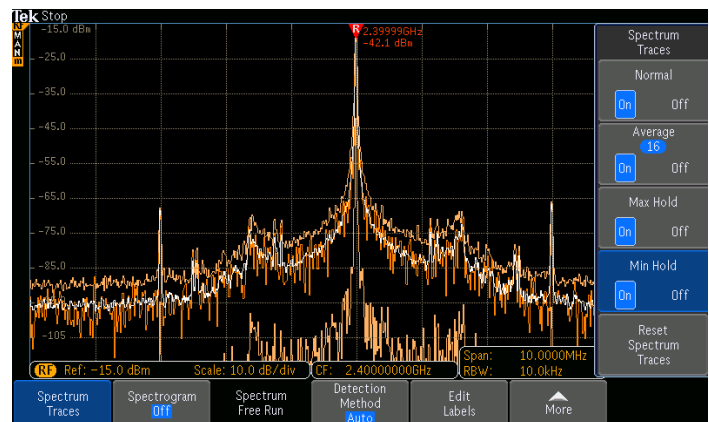 Tek Stop
N
M
A
N
m
-15.0 dBm
R 2.39999GHz
-42.1 dBm
-25.0
-35.0
-45.0
-55.0
-65.0
-75.0
-85.0
-105
Spectrum
Traces
Normal
On Off
Average
16
On Off
Max Hold
On Off
Min Hold
On Off
Reset
Spectrum
Traces
RF Ref: -15.0 dBm Scale: 10.0 dB/div
CF: 2.40000000GHz
Span: 10.0000MHz
RBW: 10.0kHz
Spectrum
Traces
Spectrogram
Off
Spectrum
Free Run
Detection
Method
Auto
Edit
Labels
More